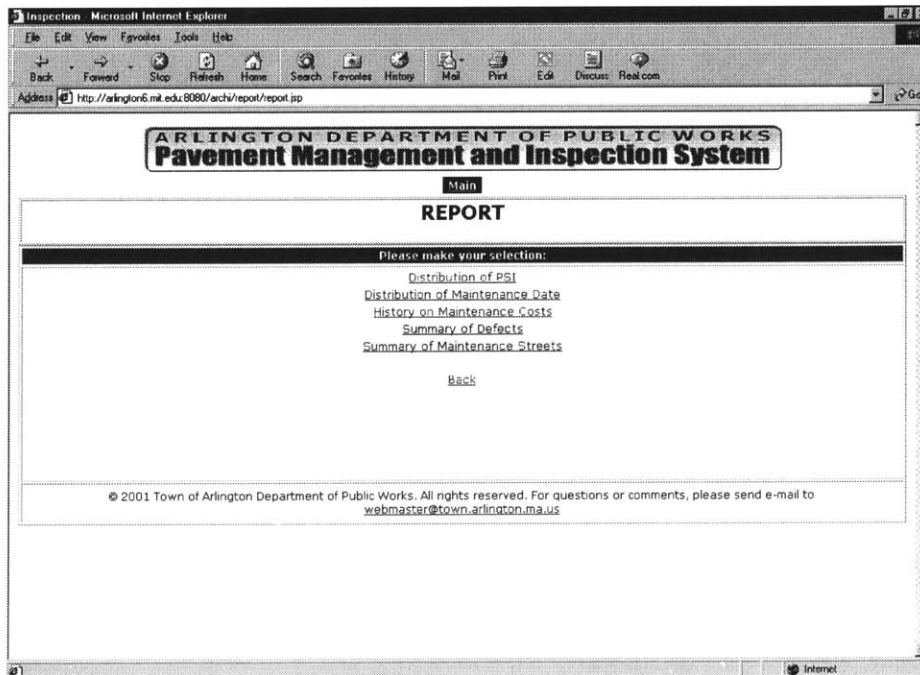 Inspection - Microsoft Internet Explorer
File Edit View Favorites Tools Help
Back Forward Stop Refresh Home Search Favorites History Mail Print Edit Discuss Real.com
Address http://arlington6.mit.edu:8080/archi/report/report.jsp Go
ARLINGTON DEPARTMENT OF PUBLIC WORKS
Pavement Management and Inspection System
Main
REPORT
Please make your selection:
Distribution of PSI
Distribution of Maintenance Date
History on Maintenance Costs
Summary of Defects
Summary of Maintenance Streets
Back
© 2001 Town of Arlington Department of Public Works. All rights reserved. For questions or comments, please send e-mail to
webmaster@town.arlington.ma.us
Internet